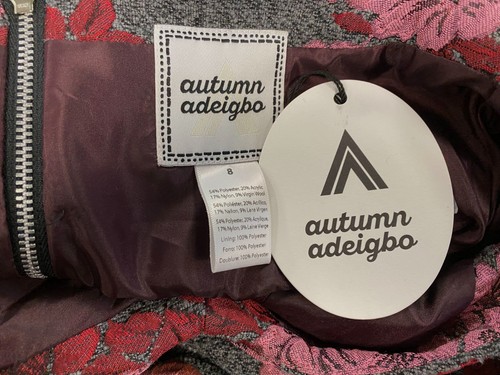 autumn
adeigbo
8
54% Polyester, 20% Acrylic
17% Nylon, 9% Virgin Wool
54% Poliéster, 20% Acrílico
17% Nylon, 9% Lana Virgen
54% Polyester, 20% Acrylique,
17% Nylon, 9% Laine Vierge
Lining: 100% Polyester
Forro: 100% Poliéster
Doublure: 100% Polyester
autumn
adeigbo